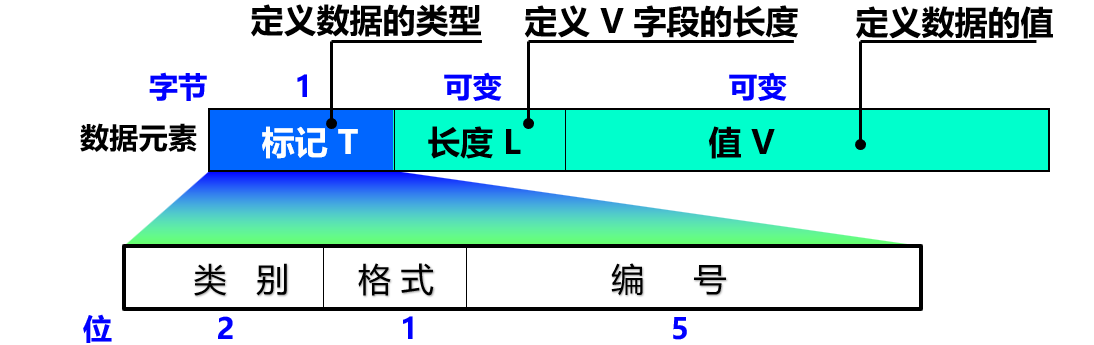 定义数据的类型 定义 V 字段的长度 定义数据的值
字节 1 可变 可变
数据元素 标记 T 长度 L 值 V
类 别 格 式 编 号
位 2 1 5